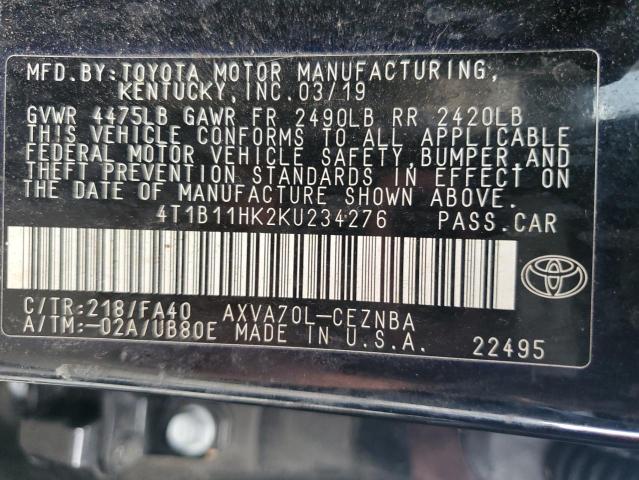 MFD.BY:TOYOTA MOTOR MANUFACTURING,
KENTUCKY, INC.03/19
GVWR 4475LB GAWR FR 2490LB RR 2420LB
THIS VEHICLE CONFORMS TO ALL APPLICABLE
FEDERAL MOTOR VEHICLE SAFETY, BUMPER, AND
THEFT PREVENTION STANDARDS IN EFFECT ON
THE DATE OF MANUFACTURE SHOWN ABOVE.
4T1B11HK2KU234276 PASS.CAR
C/TR:218/FA40 AXVA70L-CEZNBA
A/TM:-02A/UB80E MADE IN U.S.A.
22495